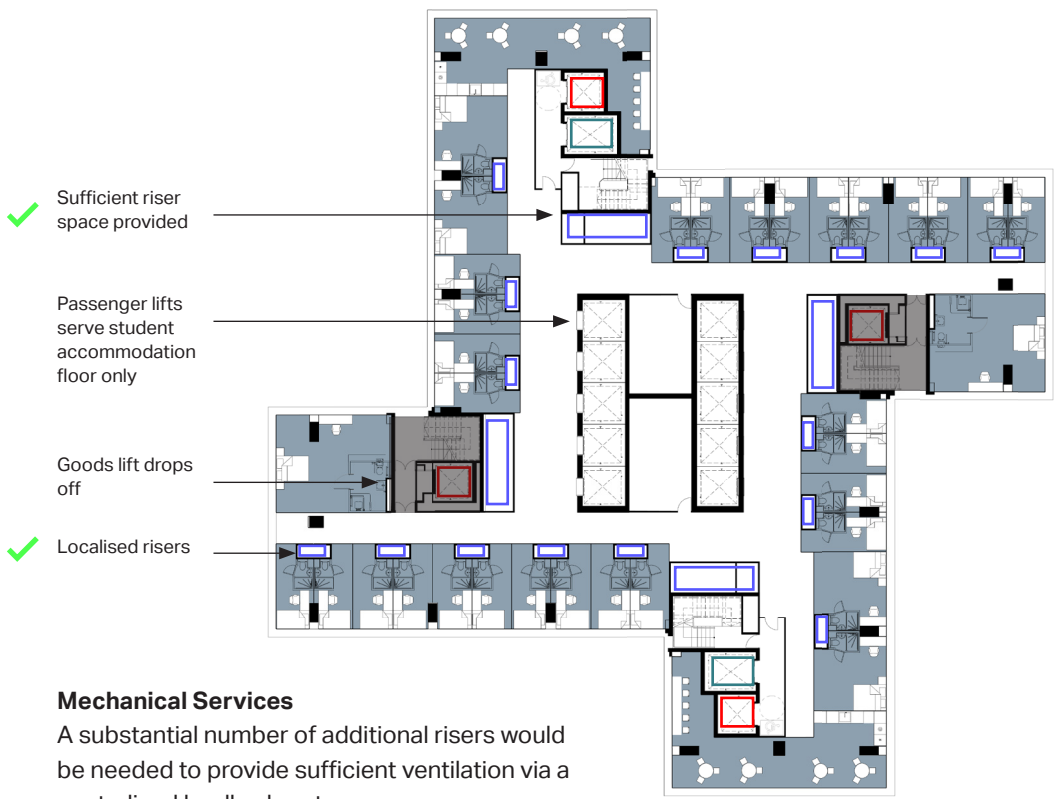 Sufficient riser
space provided
Passenger lifts
serve student
accommodation
floor only
Goods lift drops
off
Localised risers
Mechanical Services
A substantial number of additional risers would
be needed to provide sufficient ventilation via a